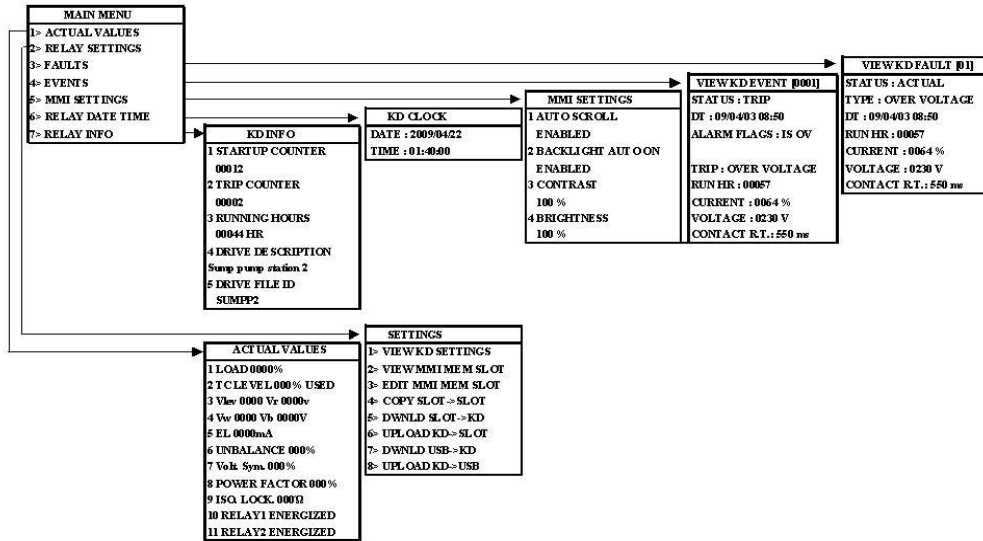 MAIN MENU
1> ACTUAL VALUES
2> RELAY SETTINGS
3> FAULTS
4> EVENTS
5> MMI SETTINGS
6> RELAY DATE TIME
7> RELAY INFO
KD INFO
1 STARTUP COUNTER
00012
2 TRIP COUNTER
00002
3 RUNNING HOURS
00044 HR
4 DRIVE DESCRIPTION
Sump pump station 2
5 DRIVE FILE ID
SUMPP2
KD CLOCK
DATE : 2009/04/22
TIME : 01:40:00
MMI SETTINGS
1 AUTO SCROLL
ENABLED
2 BACKLIGHT AUTO ON
ENABLED
3 CONTRAST
100 %
4 BRIGHTNESS
100 %
VIEW KD EVENT [0001]
STATUS : TRIP
DT : 09/04/03 08:50
ALARM FLAGS : IS OV
TRIP : OVER VOLTAGE
RUN HR : 00057
CURRENT : 0064 %
VOLTAGE : 0230 V
CONTACT R.T. : 550 ms
VIEW KD FAULT [01]
STATUS : ACTUAL
TYPE : OVER VOLTAGE
DT : 09/04/03 08:50
RUN HR : 00057
CURRENT : 0064 %
VOLTAGE : 0230 V
CONTACT R.T. : 550 ms
ACTUAL VALUES
1 LOAD 0000%
2 TC LEVEL 000% USED
3 Vlev 0000 Vr 0000v
4 Vw 0000 Vb 0000V
5 EL 0000mA
6 UNBALANCE 000%
7 Volt. Sym. 000%
8 POWER FACTOR 000%
9 ISO. LOCK. 000Ω
10 RELAY1 ENERGIZED
11 RELAY2 ENERGIZED
SETTINGS
1> VIEW KD SETTINGS
2> VIEW MMI MEM SLOT
3> EDIT MMI MEM SLOT
4> COPY SLOT->SLOT
5> DWNLD SLOT->KD
6> UPLOAD KD->SLOT
7> DWNLD USB->KD
8> UPLOAD KD->USB